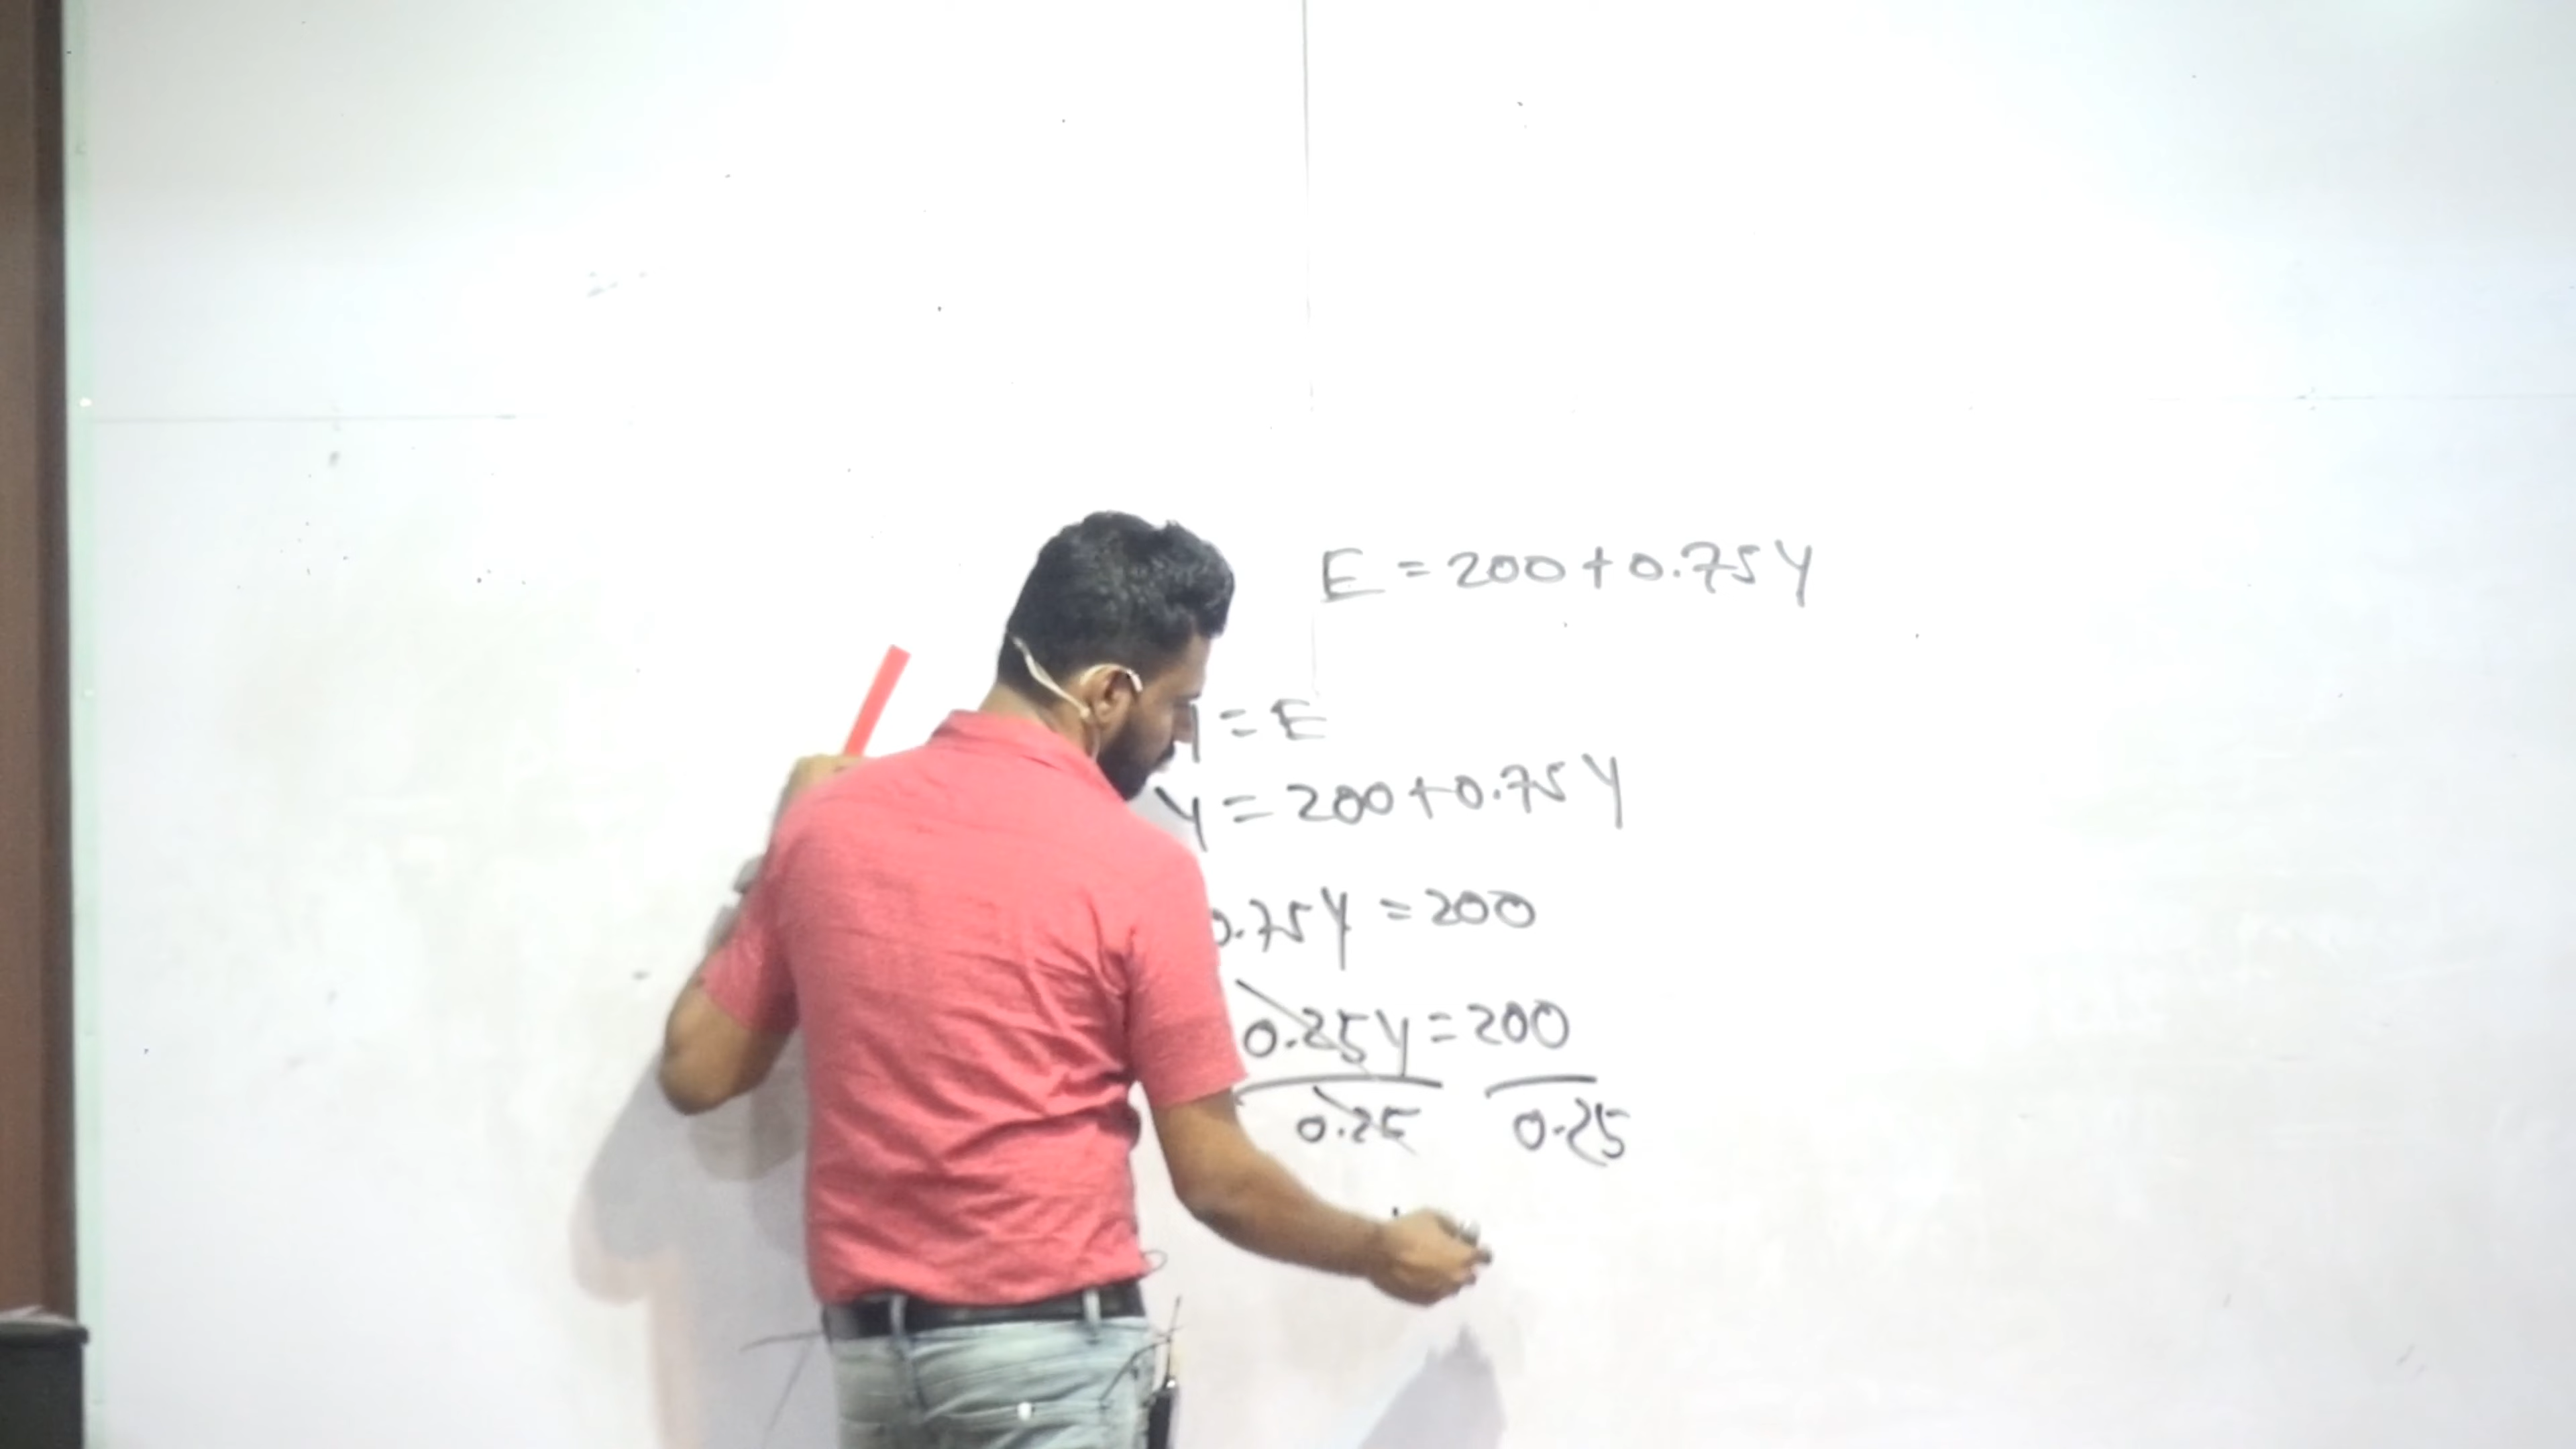 E = 200 + 0.75Y
Y = E
Y = 200 + 0.75Y
0.75Y = 200
0.25Y = 200
0.25 0.25